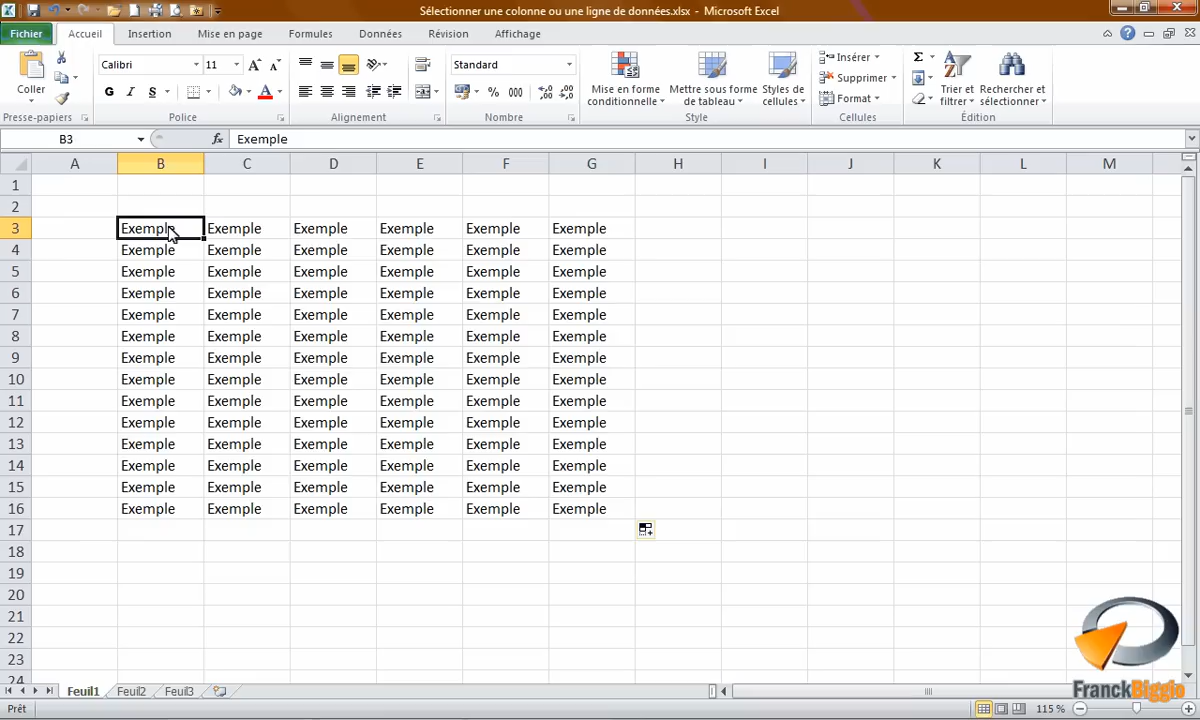 Sélectionner une colonne ou une ligne de données.xlsx - Microsoft Excel
Fichier Accueil Insertion Mise en page Formules Données Révision Affichage
Coller
Calibri 11
Standard
G I S
% 000
Mise en forme conditionnelle
Mettre sous forme de tableau
Styles de cellules
Insérer
Supprimer
Format
Trier et filtrer
Rechercher et sélectionner
Presse-papiers Police Alignement Nombre Style Cellules Édition
B3 fx Exemple
A B C D E F G H I J K L M
1
2
3 Exemple Exemple Exemple Exemple Exemple Exemple
4 Exemple Exemple Exemple Exemple Exemple Exemple
5 Exemple Exemple Exemple Exemple Exemple Exemple
6 Exemple Exemple Exemple Exemple Exemple Exemple
7 Exemple Exemple Exemple Exemple Exemple Exemple
8 Exemple Exemple Exemple Exemple Exemple Exemple
9 Exemple Exemple Exemple Exemple Exemple Exemple
10 Exemple Exemple Exemple Exemple Exemple Exemple
11 Exemple Exemple Exemple Exemple Exemple Exemple
12 Exemple Exemple Exemple Exemple Exemple Exemple
13 Exemple Exemple Exemple Exemple Exemple Exemple
14 Exemple Exemple Exemple Exemple Exemple Exemple
15 Exemple Exemple Exemple Exemple Exemple Exemple
16 Exemple Exemple Exemple Exemple Exemple Exemple
17
18
19
20
21
22
23
24
FranckBiggio
Feuil1 Feuil2 Feuil3
Prêt 115 %